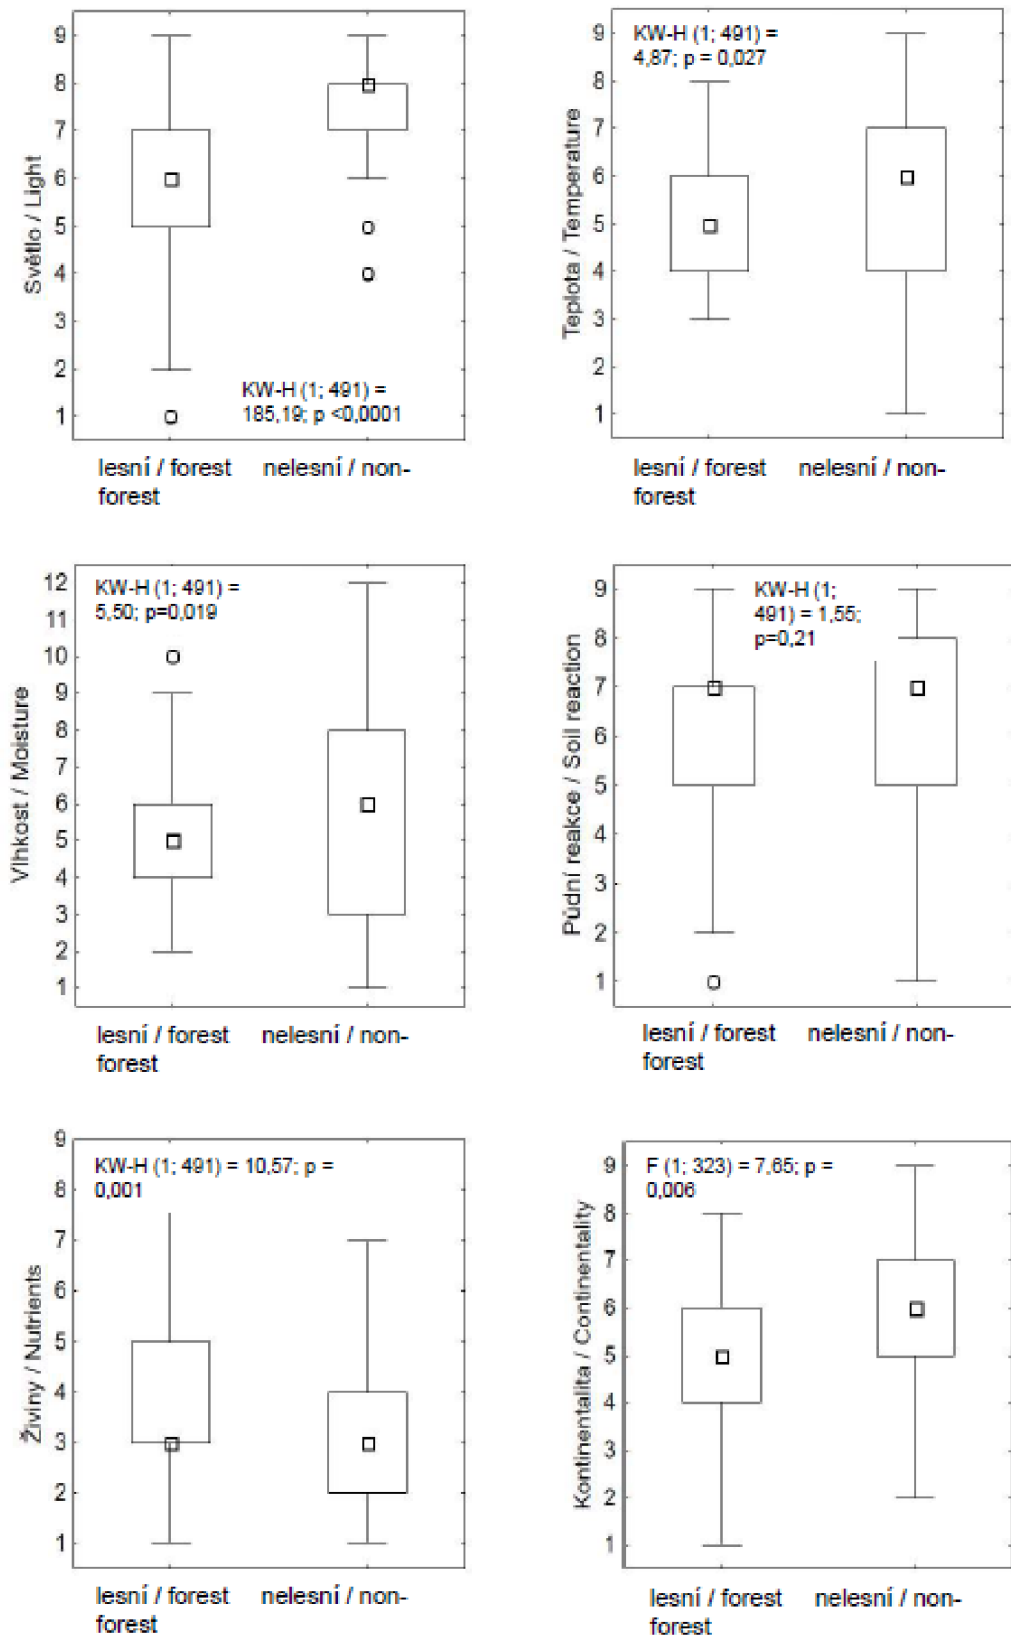 9
8
7
6
5
4
3
2
1
Světlo / Light
KW-H (1; 491) =
185,19; p <0,0001
lesní / forest nelesní / non-
forest
9
8
7
6
5
4
3
2
1
Teplota / Temperature
KW-H (1; 491) =
4,87; p = 0,027
lesní / forest nelesní / non-
forest
12
11
10
9
8
7
6
5
4
3
2
1
Vlhkost / Moisture
KW-H (1; 491) =
5,50; p=0,019
lesní / forest nelesní / non-
forest
9
8
7
6
5
4
3
2
1
Půdní reakce / Soil reaction
KW-H (1;
491) = 1,55;
p=0,21
lesní / forest nelesní / non-
forest
9
8
7
6
5
4
3
2
1
Živiny / Nutrients
KW-H (1; 491) = 10,57; p =
0,001
lesní / forest nelesní / non-
forest
9
8
7
6
5
4
3
2
1
Kontinentalita / Continentality
F (1; 323) = 7,65; p =
0,006
lesní / forest nelesní / non-
forest